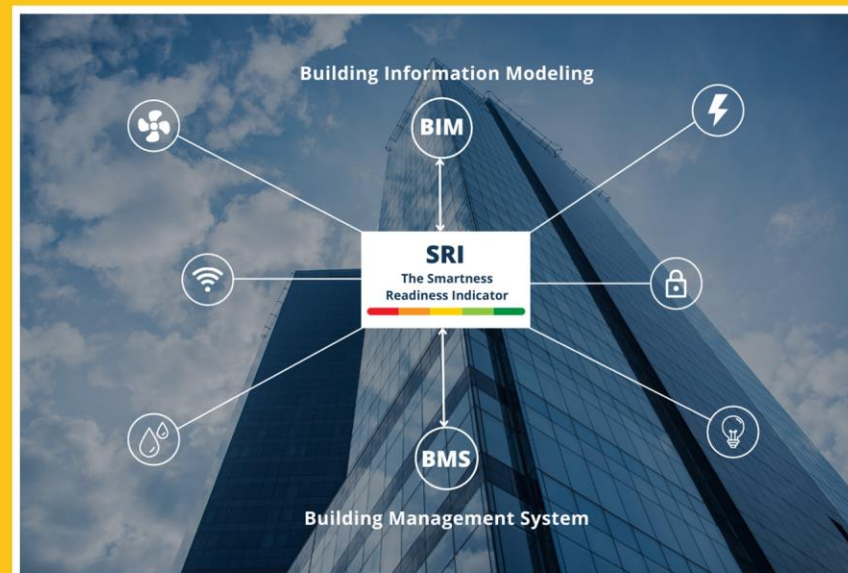 Building Information Modeling
BIM
SRI
The Smartness
Readiness Indicator
BMS
Building Management System